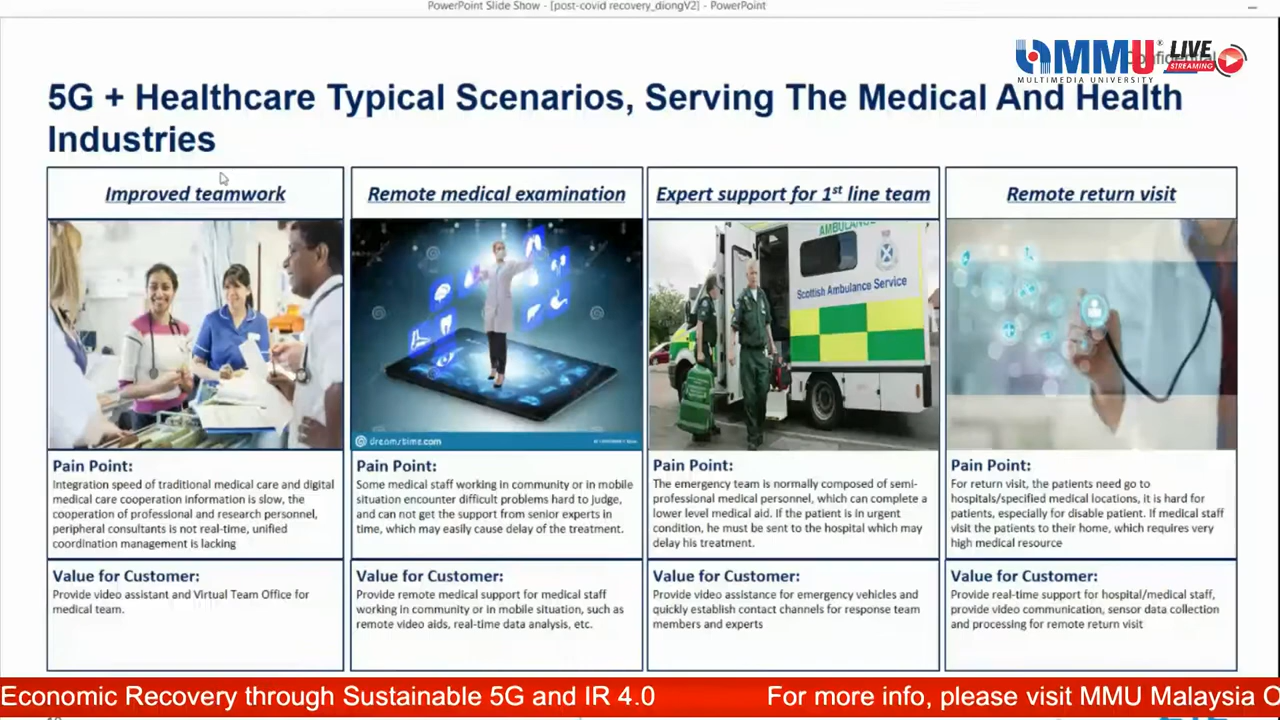 PowerPoint Slide Show - [post-covid recovery_diongV2] - PowerPoint
MMU
LIVE
STREAMING
MULTIMEDIA UNIVERSITY
5G + Healthcare Typical Scenarios, Serving The Medical And Health
Industries
Improved teamwork
Remote medical examination
Expert support for 1st line team
Remote return visit
AMBULANCE
Scottish Ambulance Service
dreamstime.com
Pain Point:
Integration speed of traditional medical care and digital
medical care cooperation information is slow, the
cooperation of professional and research personnel,
peripheral consultants is not real-time, unified
coordination management is lacking
Pain Point:
Some medical staff working in community or in mobile
situation encounter difficult problems hard to judge,
and can not get the support from senior experts in
time, which may easily cause delay of the treatment.
Pain Point:
The emergency team is normally composed of semi-
professional medical personnel, which can complete a
lower level medical aid. If the patient is in urgent
condition, he must be sent to the hospital which may
delay his treatment.
Pain Point:
For return visit, the patients need go to
hospitals/specified medical locations, it is hard for
patients, especially for disable patient. If medical staff
visit the patients to their home, which requires very
high medical resource
Value for Customer:
Provide video assistant and Virtual Team Office for
medical team.
Value for Customer:
Provide remote medical support for medical staff
working in community or in mobile situation, such as
remote video aids, real-time data analysis, etc.
Value for Customer:
Provide video assistance for emergency vehicles and
quickly establish contact channels for response team
members and experts
Value for Customer:
Provide real-time support for hospital/medical staff,
provide video communication, sensor data collection
and processing for remote return visit
Economic Recovery through Sustainable 5G and IR 4.0
For more info, please visit MMU Malaysia